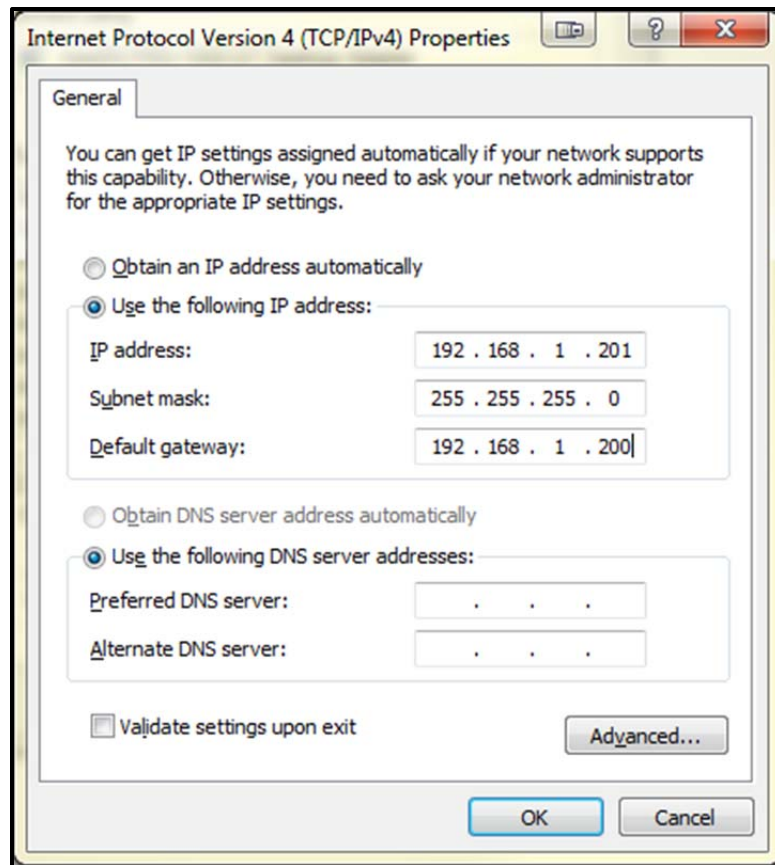 Internet Protocol Version 4 (TCP/IPv4) Properties
General
You can get IP settings assigned automatically if your network supports
this capability. Otherwise, you need to ask your network administrator
for the appropriate IP settings.
Obtain an IP address automatically
Use the following IP address:
IP address: 192 . 168 . 1 . 201
Subnet mask: 255 . 255 . 255 . 0
Default gateway: 192 . 168 . 1 . 200
Obtain DNS server address automatically
Use the following DNS server addresses:
Preferred DNS server: . . .
Alternate DNS server: . . .
Validate settings upon exit
Advanced...
OK Cancel